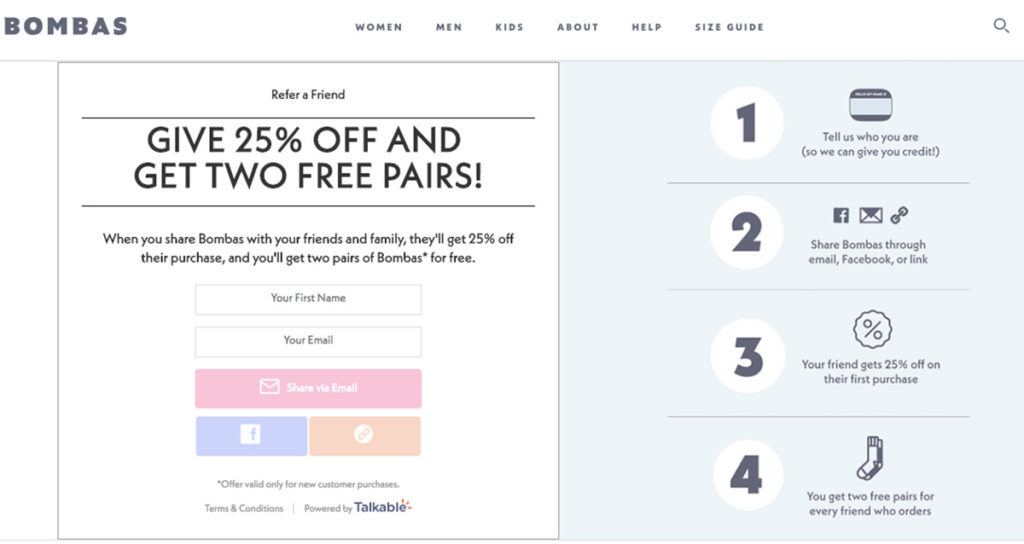 BOMBAS
WOMEN MEN KIDS ABOUT HELP SIZE GUIDE
Refer a Friend
GIVE 25% OFF AND
GET TWO FREE PAIRS!
When you share Bombas with your friends and family, they'll get 25% off
their purchase, and you'll get two pairs of Bombas* for free.
Your First Name
Your Email
Share via Email
*Offer valid only for new customer purchases.
Terms & Conditions | Powered by Talkable
1
HELLO MY NAME IS
Tell us who you are
(so we can give you credit!)
2
Share Bombas through
email, Facebook, or link
3
%
Your friend gets 25% off on
their first purchase
4
You get two free pairs for
every friend who orders